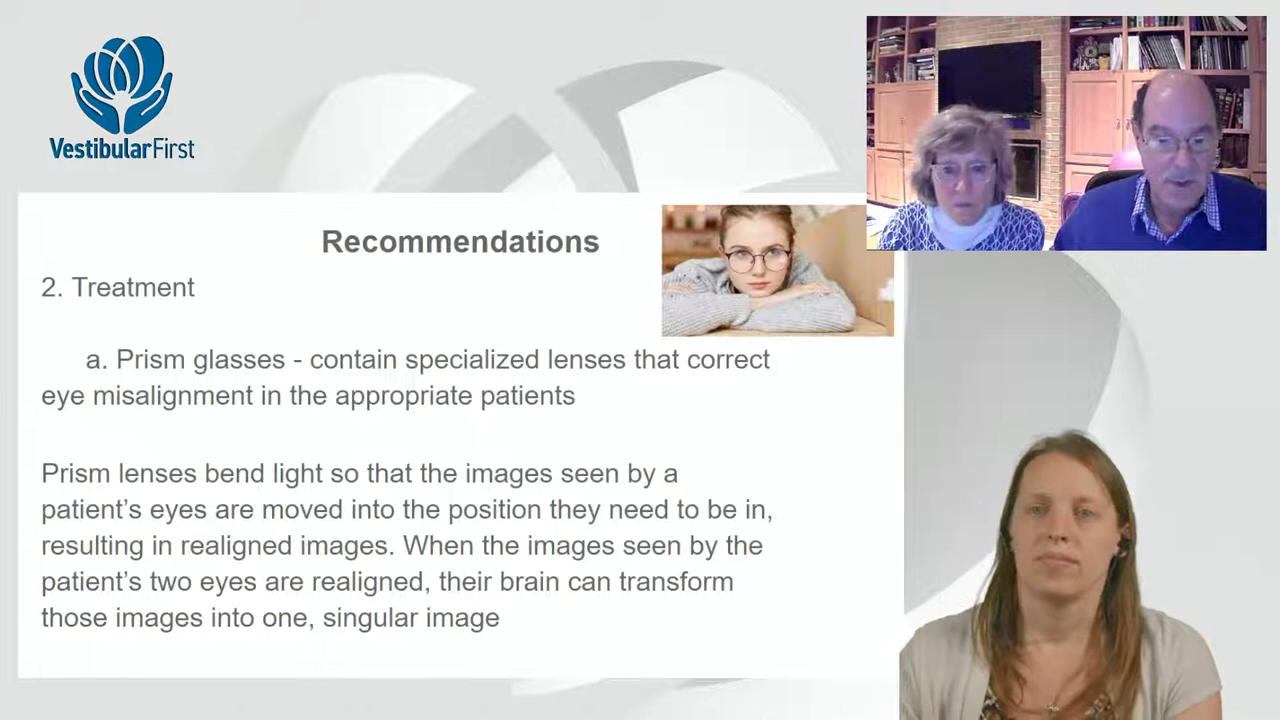 VestibularFirst
Recommendations
2. Treatment
a. Prism glasses - contain specialized lenses that correct
eye misalignment in the appropriate patients
Prism lenses bend light so that the images seen by a
patient's eyes are moved into the position they need to be in,
resulting in realigned images. When the images seen by the
patient's two eyes are realigned, their brain can transform
those images into one, singular image